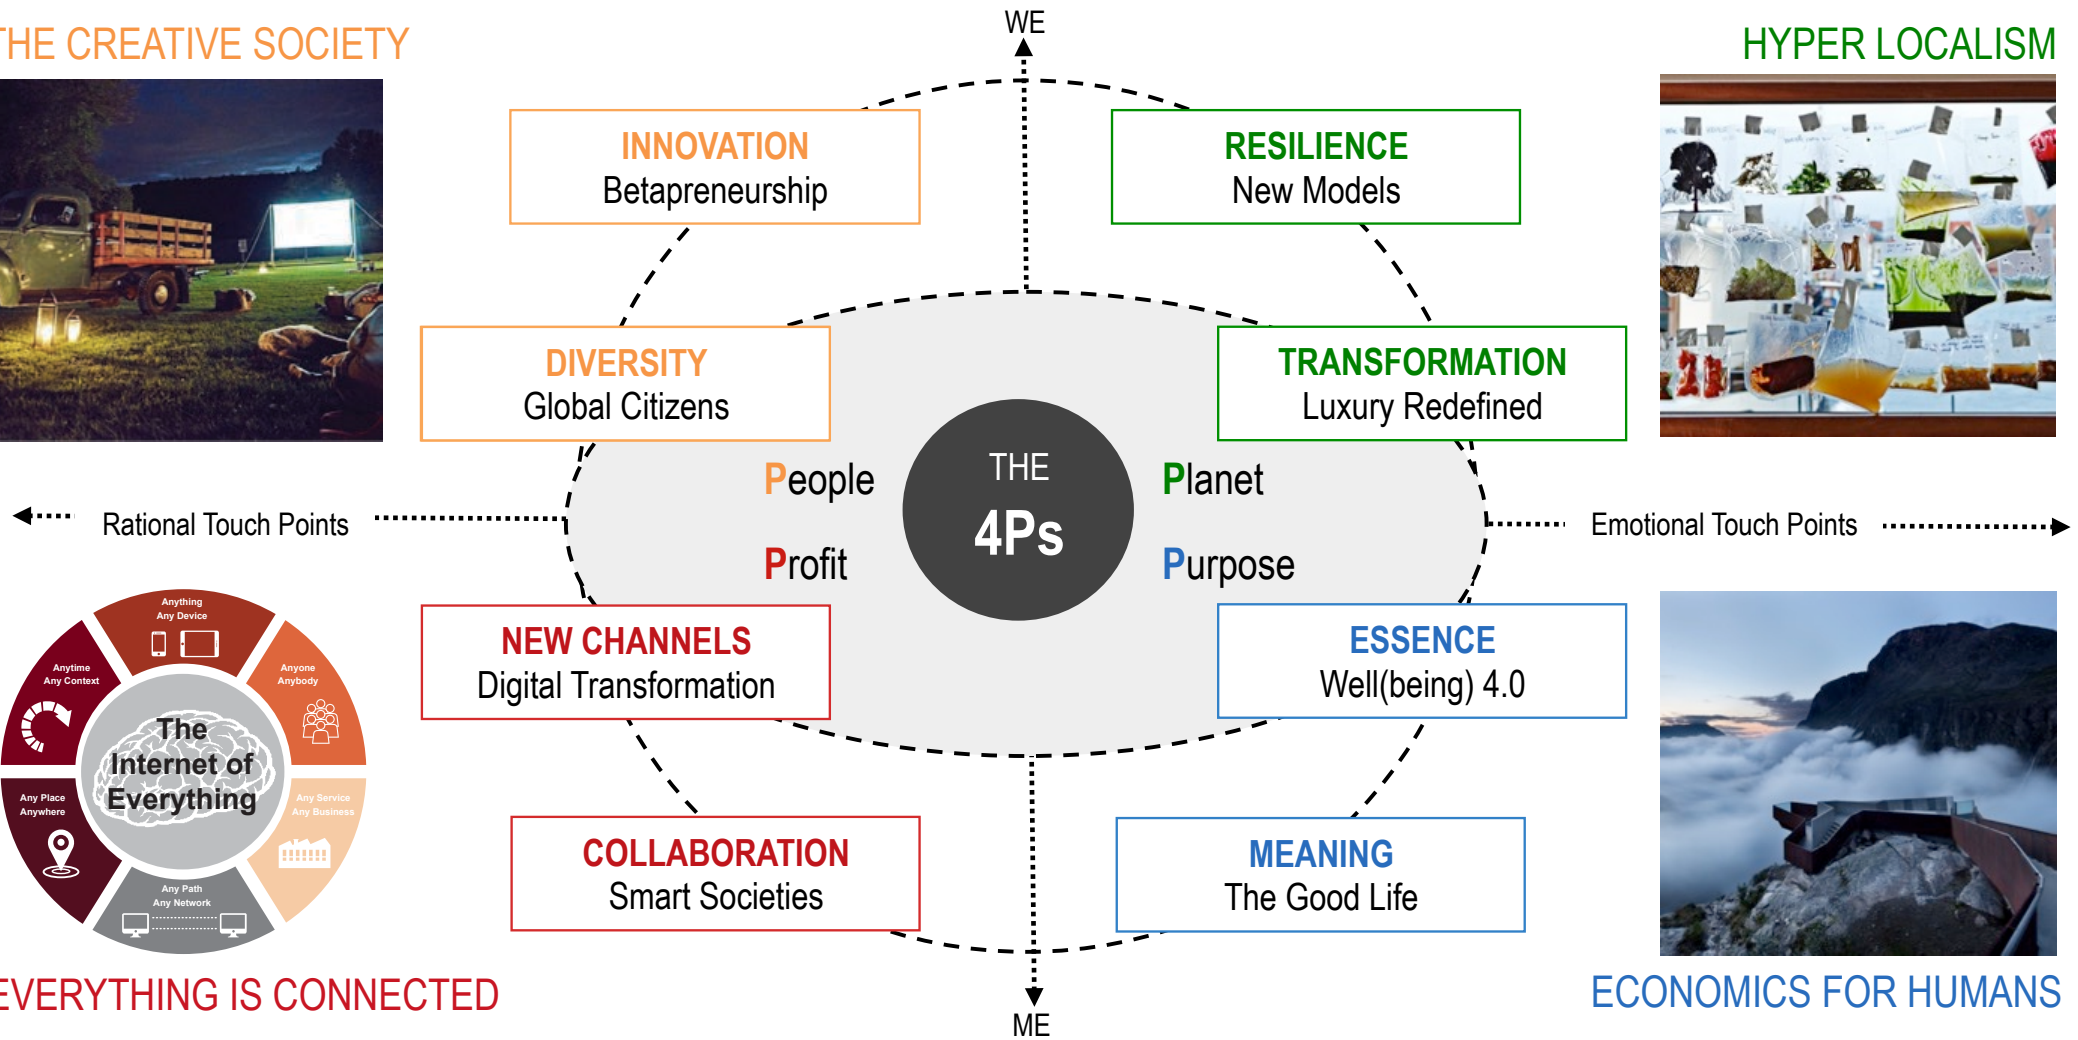 WE
THE CREATIVE SOCIETY
HYPER LOCALISM
INNOVATION
Betapreneurship
RESILIENCE
New Models
DIVERSITY
Global Citizens
TRANSFORMATION
Luxury Redefined
People
THE
4Ps
Planet
Profit
Purpose
Rational Touch Points
Emotional Touch Points
NEW CHANNELS
Digital Transformation
ESSENCE
Well(being) 4.0
COLLABORATION
Smart Societies
MEANING
The Good Life
Anything
Any Device
Anytime
Any Context
Anyone
Anybody
The
Internet of
Everything
Any Place
Anywhere
Any Service
Any Business
Any Path
Any Network
EVERYTHING IS CONNECTED
ECONOMICS FOR HUMANS
ME